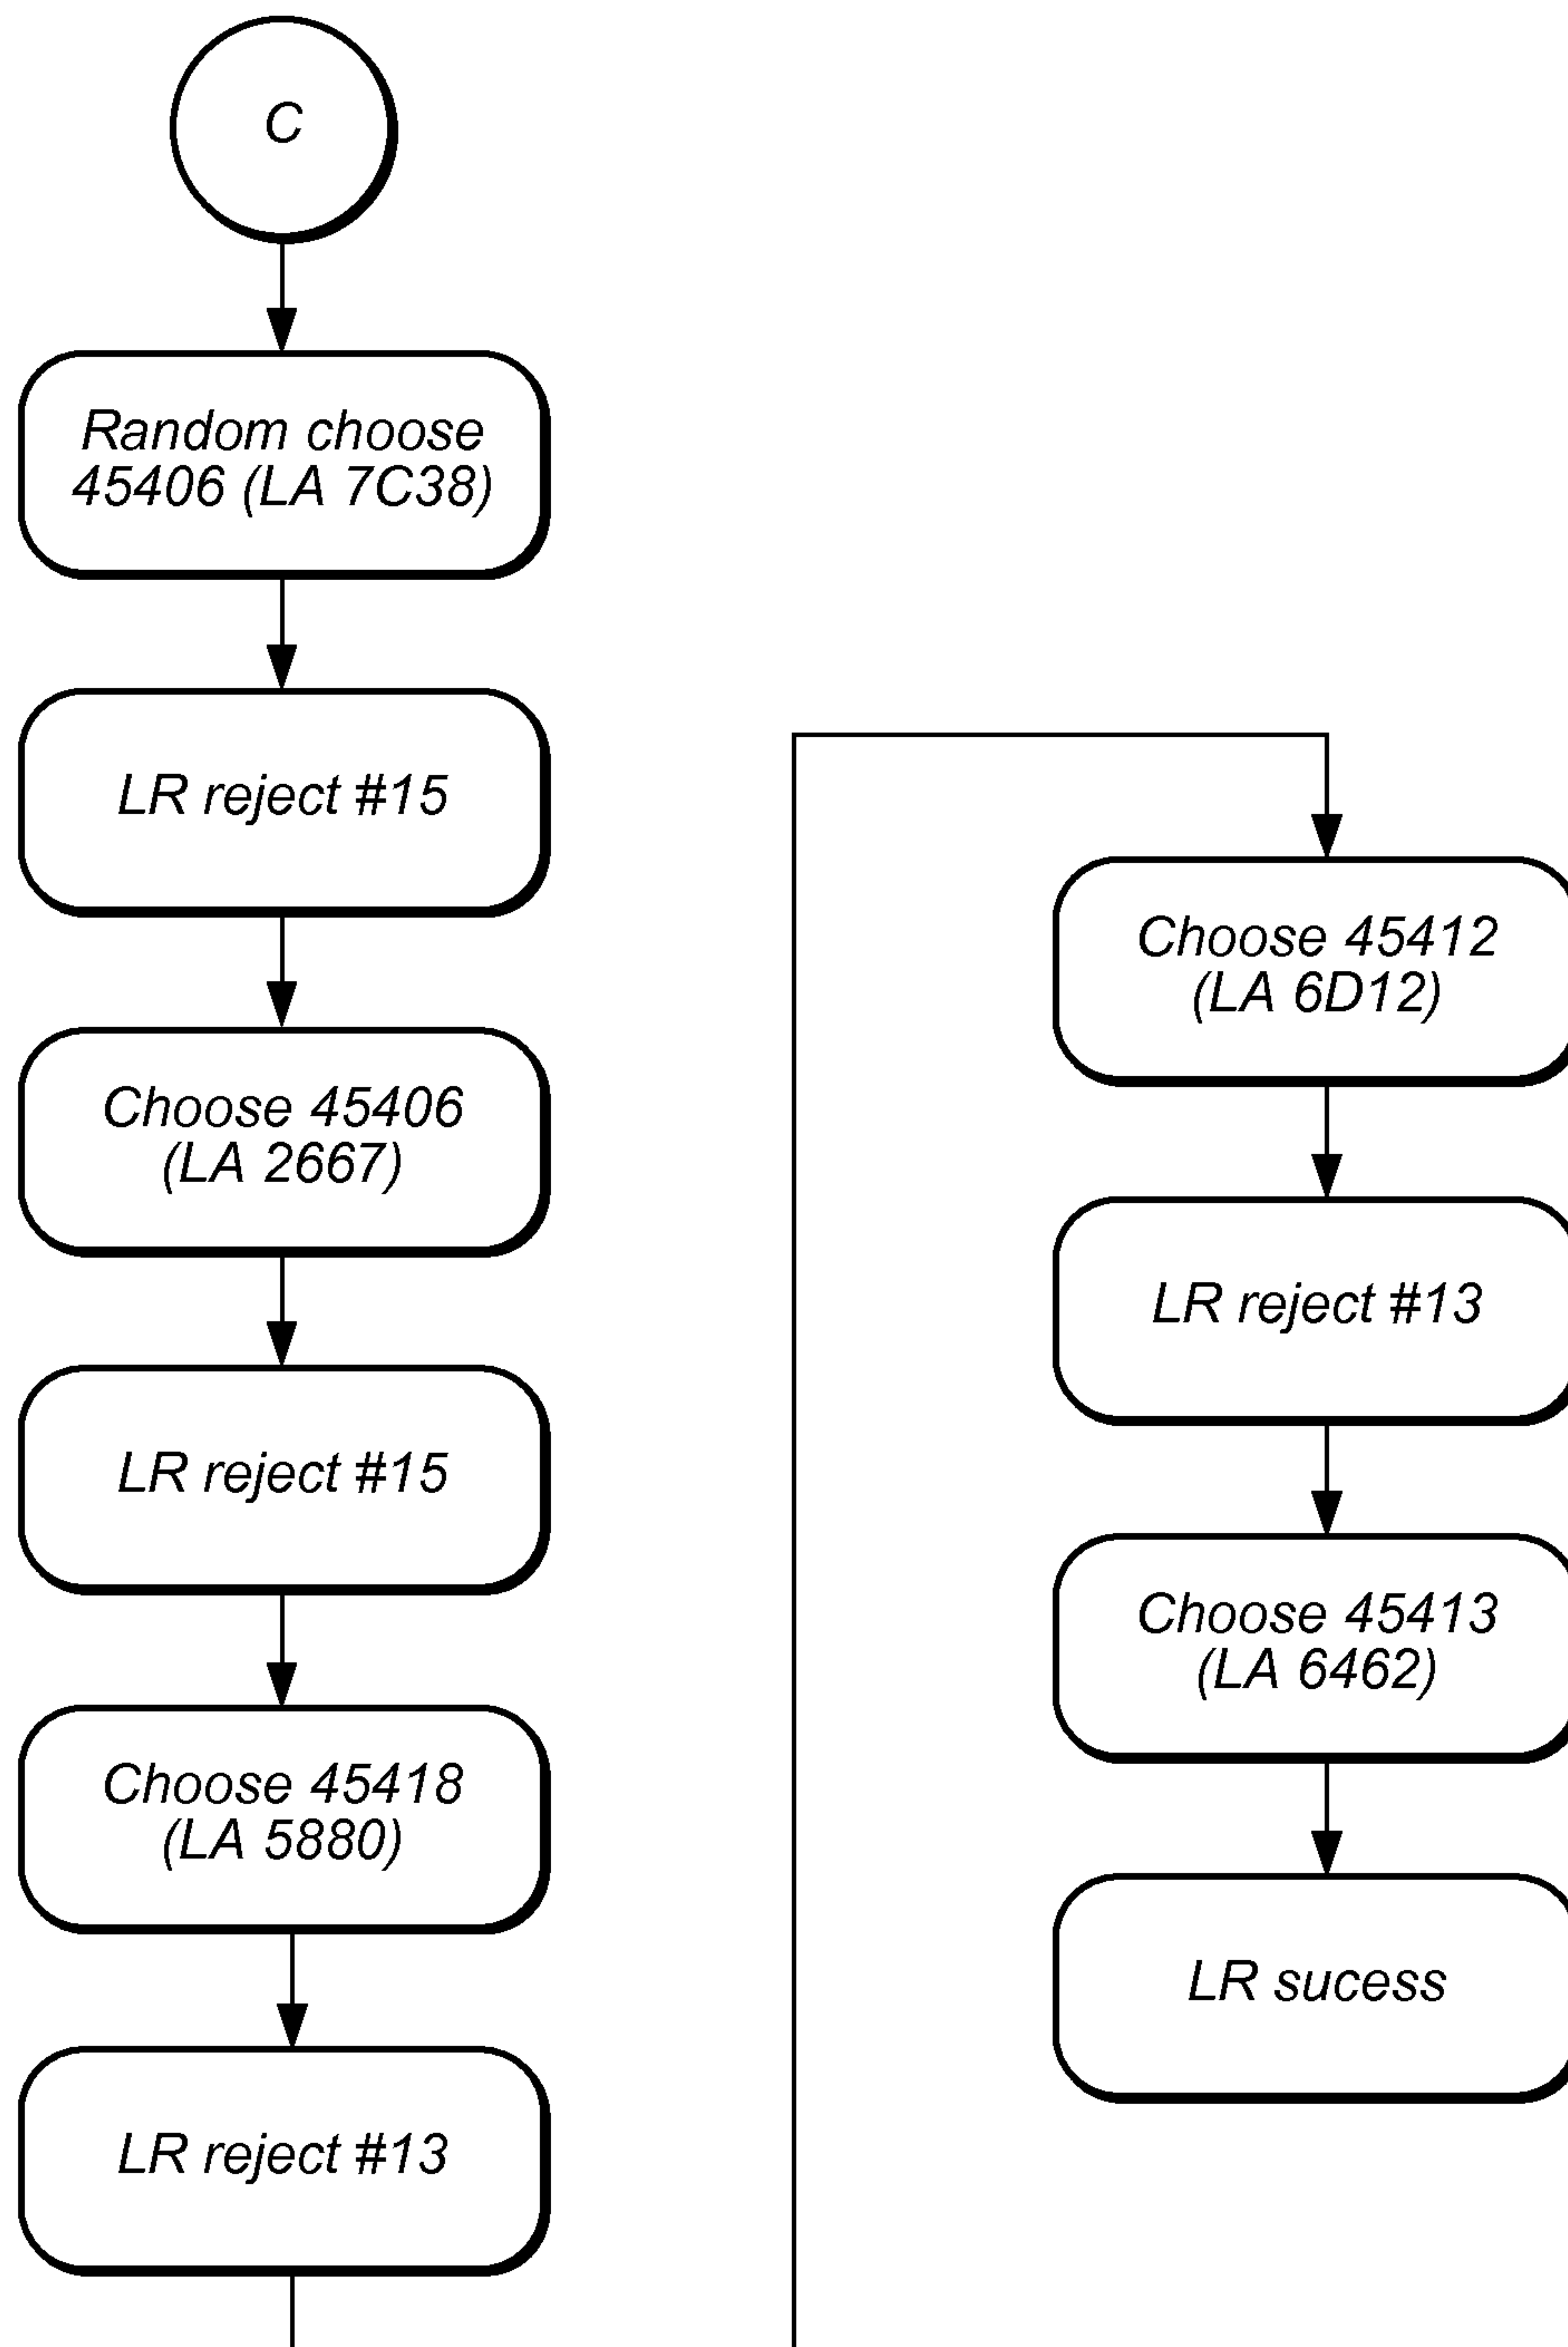 C
Random choose
45406 (LA 7C38)
LR reject #15
Choose 45406
(LA 2667)
LR reject #15
Choose 45418
(LA 5880)
LR reject #13
Choose 45412
(LA 6D12)
LR reject #13
Choose 45413
(LA 6462)
LR sucess